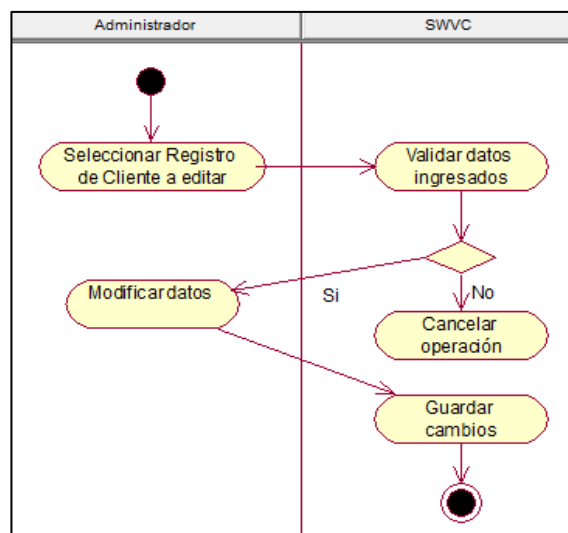 Administrador
SWVC
Seleccionar Registro
de Cliente a editar
Validar datos
ingresados
Modificar datos
Si
No
Cancelar
operación
Guardar
cambios